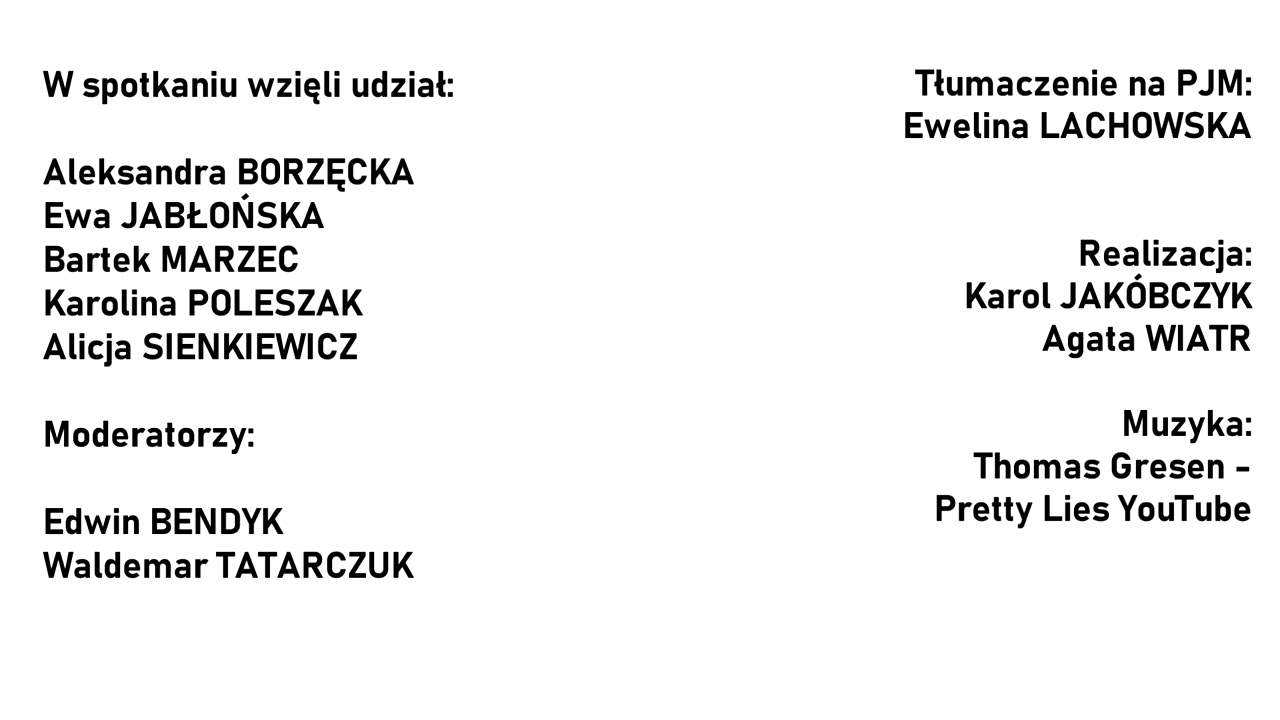 W spotkaniu wzięli udział:
Aleksandra BORZĘCKA
Ewa JABŁOŃSKA
Bartek MARZEC
Karolina POLESZAK
Alicja SIENKIEWICZ
Moderatorzy:
Edwin BENDYK
Waldemar TATARCZUK
Tłumaczenie na PJM:
Ewelina LACHOWSKA
Realizacja:
Karol JAKÓBCZYK
Agata WIATR
Muzyka:
Thomas Gresen -
Pretty Lies YouTube